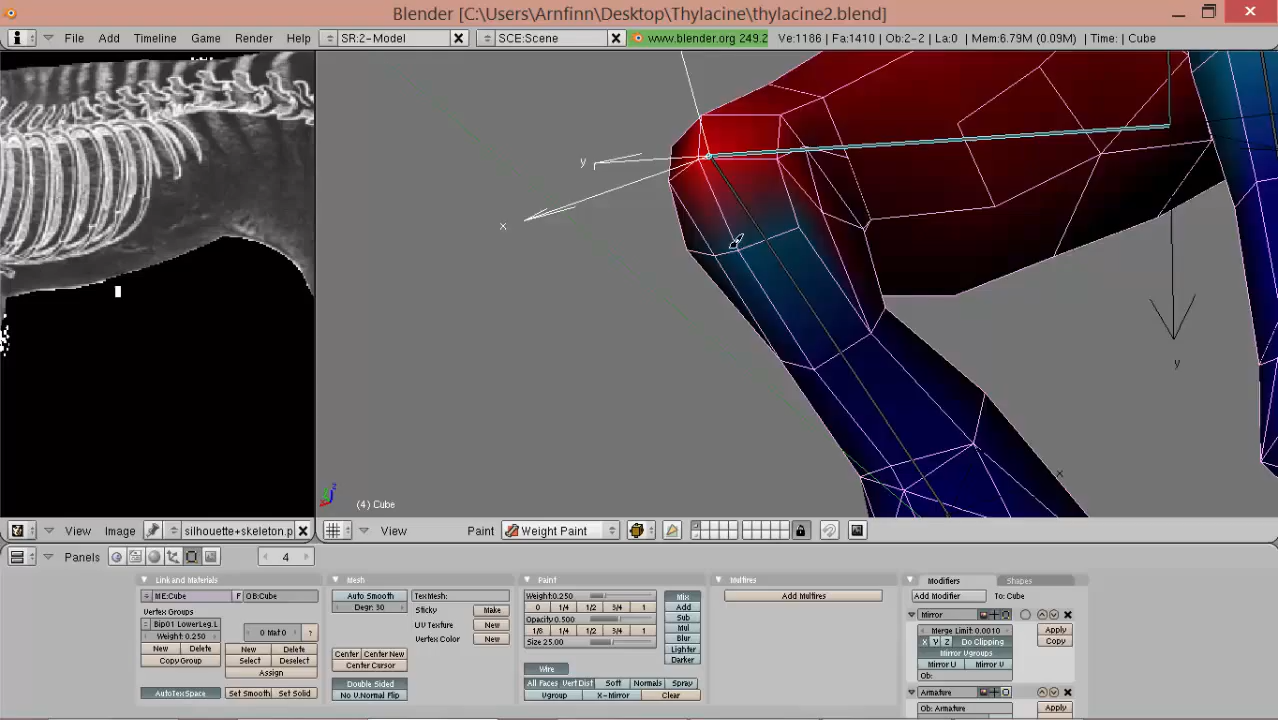 Blender [C:\Users\Arnfinn\Desktop\Thylacine\thylacine2.blend]
File Add Timeline Game Render Help SR:2-Model SCE:Scene www.blender.org 249.2 Ve:1166 | Fa:1410 | Ob:2-2 | La:0 | Mem:6.79M (0.09M) | Time: | Cube
y
x
y
x
z
(4) Cube
View Image silhouette+skeleton.p View Paint Weight Paint
Panels 4
Link and Materials Mesh Paint Multires Modifiers Shapes
ME:Cube F OB:Cube Auto Smooth TexMesh: Weight:0.250 Mix Add Multires Add Modifier To: Cube
Vertex Groups Degr: 30 Sticky Make 0 1/4 1/2 3/4 1 Add Mirror
Bip01 LowerLeg.L 0 Mat 0 ? UV Texture New Opacity:0.500 Sub Merge Limit: 0.0010 Apply
Weight: 0.250 Vertex Color New 1/8 1/4 1/2 3/4 1 Mul X Y Z Do Clipping Copy
New Delete New Delete Center Center New Size 25.00 Blur Mirror Vgroups
Copy Group Select Deselect Center Cursor Lighter Mirror U Mirror V
Assign Wire Darker Ob:
Double Sided All Faces Vert Dist Soft Normals Spray Armature
AutoTexSpace Set Smooth Set Solid No V.Normal Flip Vgroup X-Mirror Clear Ob: Armature Apply